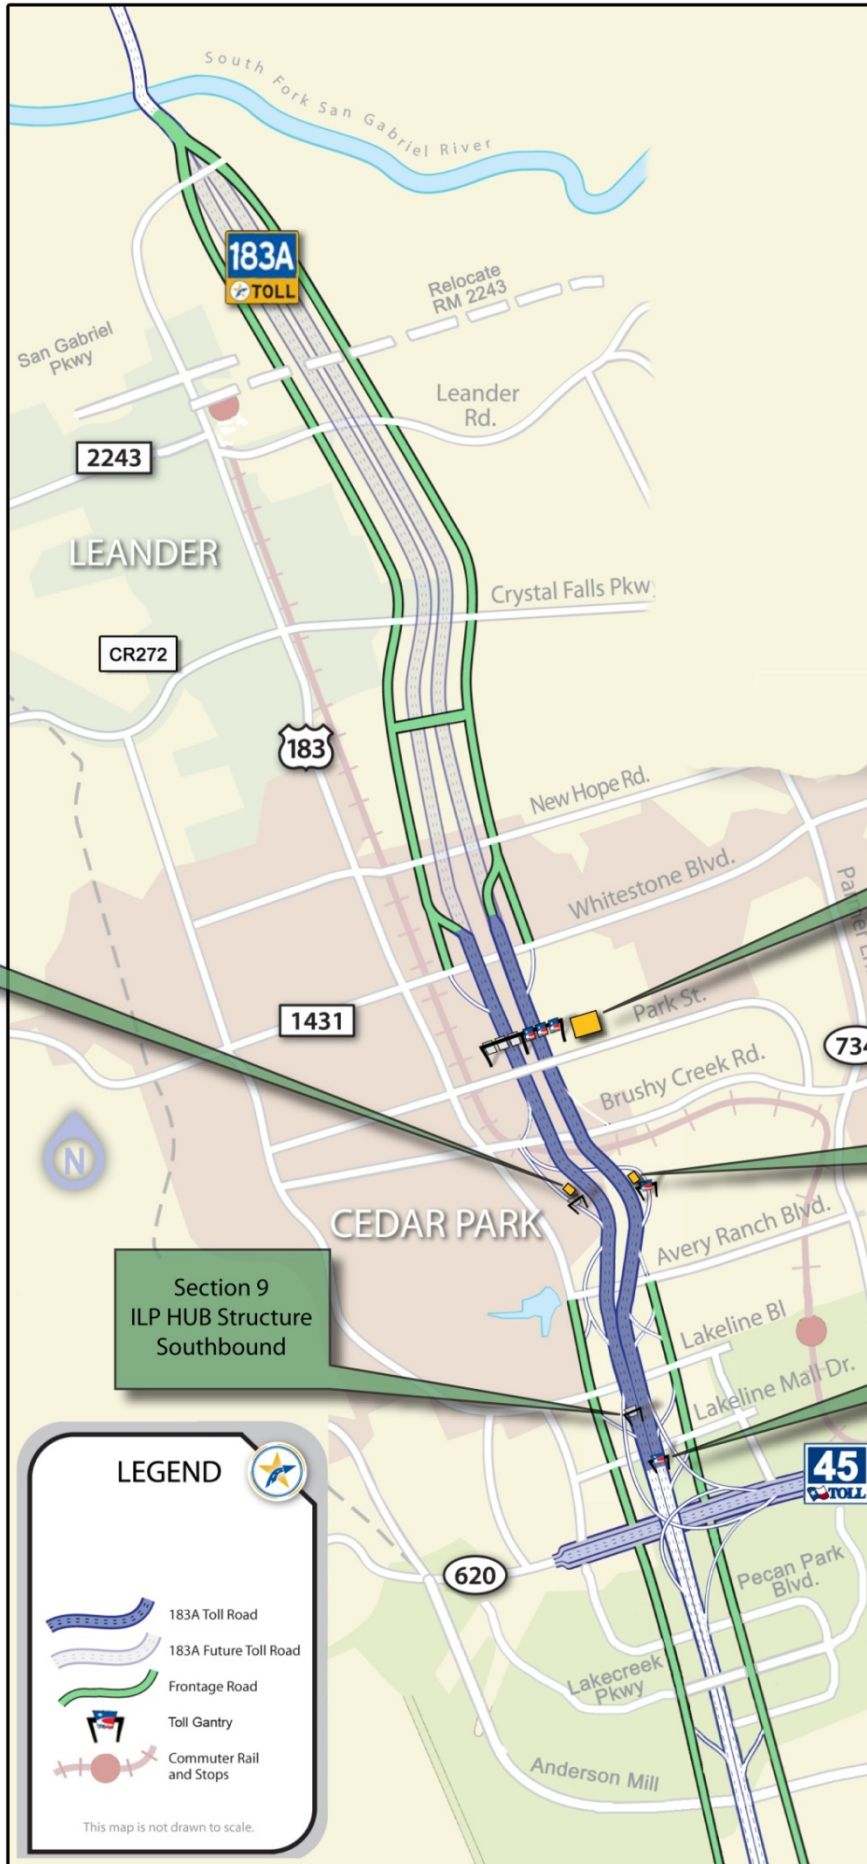 South Fork San Gabriel River
183A
TOLL
Relocate
RM 2243
San Gabriel
Pkwy
Leander
Rd.
2243
LEANDER
Crystal Falls Pkw
CR272
183
New Hope Rd.
Whitestone Blvd.
1431
Park St.
734
Brushy Creek Rd.
N
CEDAR PARK
Avery Ranch Blvd.
Section 9
ILP HUB Structure
Southbound
Lakeline Bl
Lakeline Mall Dr.
45
TOLL
620
Pecan Park
Blvd.
Lakecreek
Pkwy
Anderson Mill
LEGEND
183A Toll Road
183A Future Toll Road
Frontage Road
Toll Gantry
Commuter Rail
and Stops
This map is not drawn to scale.